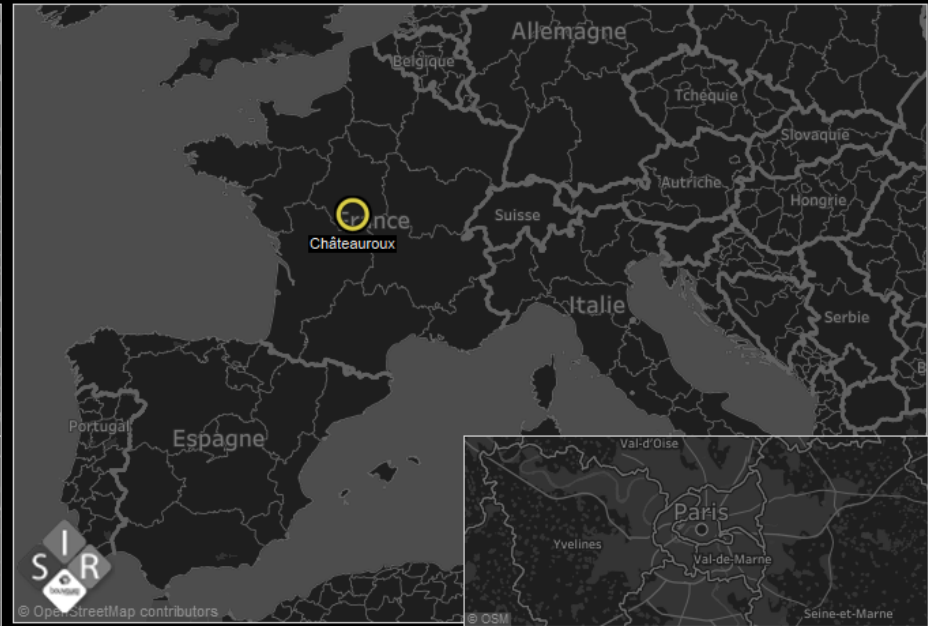 Allemagne
Belgique
Tchéquie
Slovaquie
Autriche
Hongrie
Suisse
France
Châteauroux
Italie
Serbie
B
Portugal
Espagne
Val-d'Oise
Paris
Yvelines
Val-de-Marne
Seine-et-Marne
I
S R
© OpenStreetMap contributors
© OSM